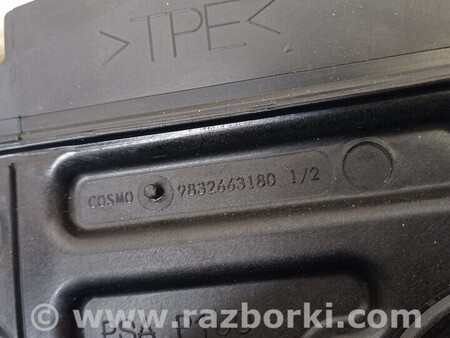 >TPE<
COSMO 9832663180 1/2
PSA
www.razborki.com